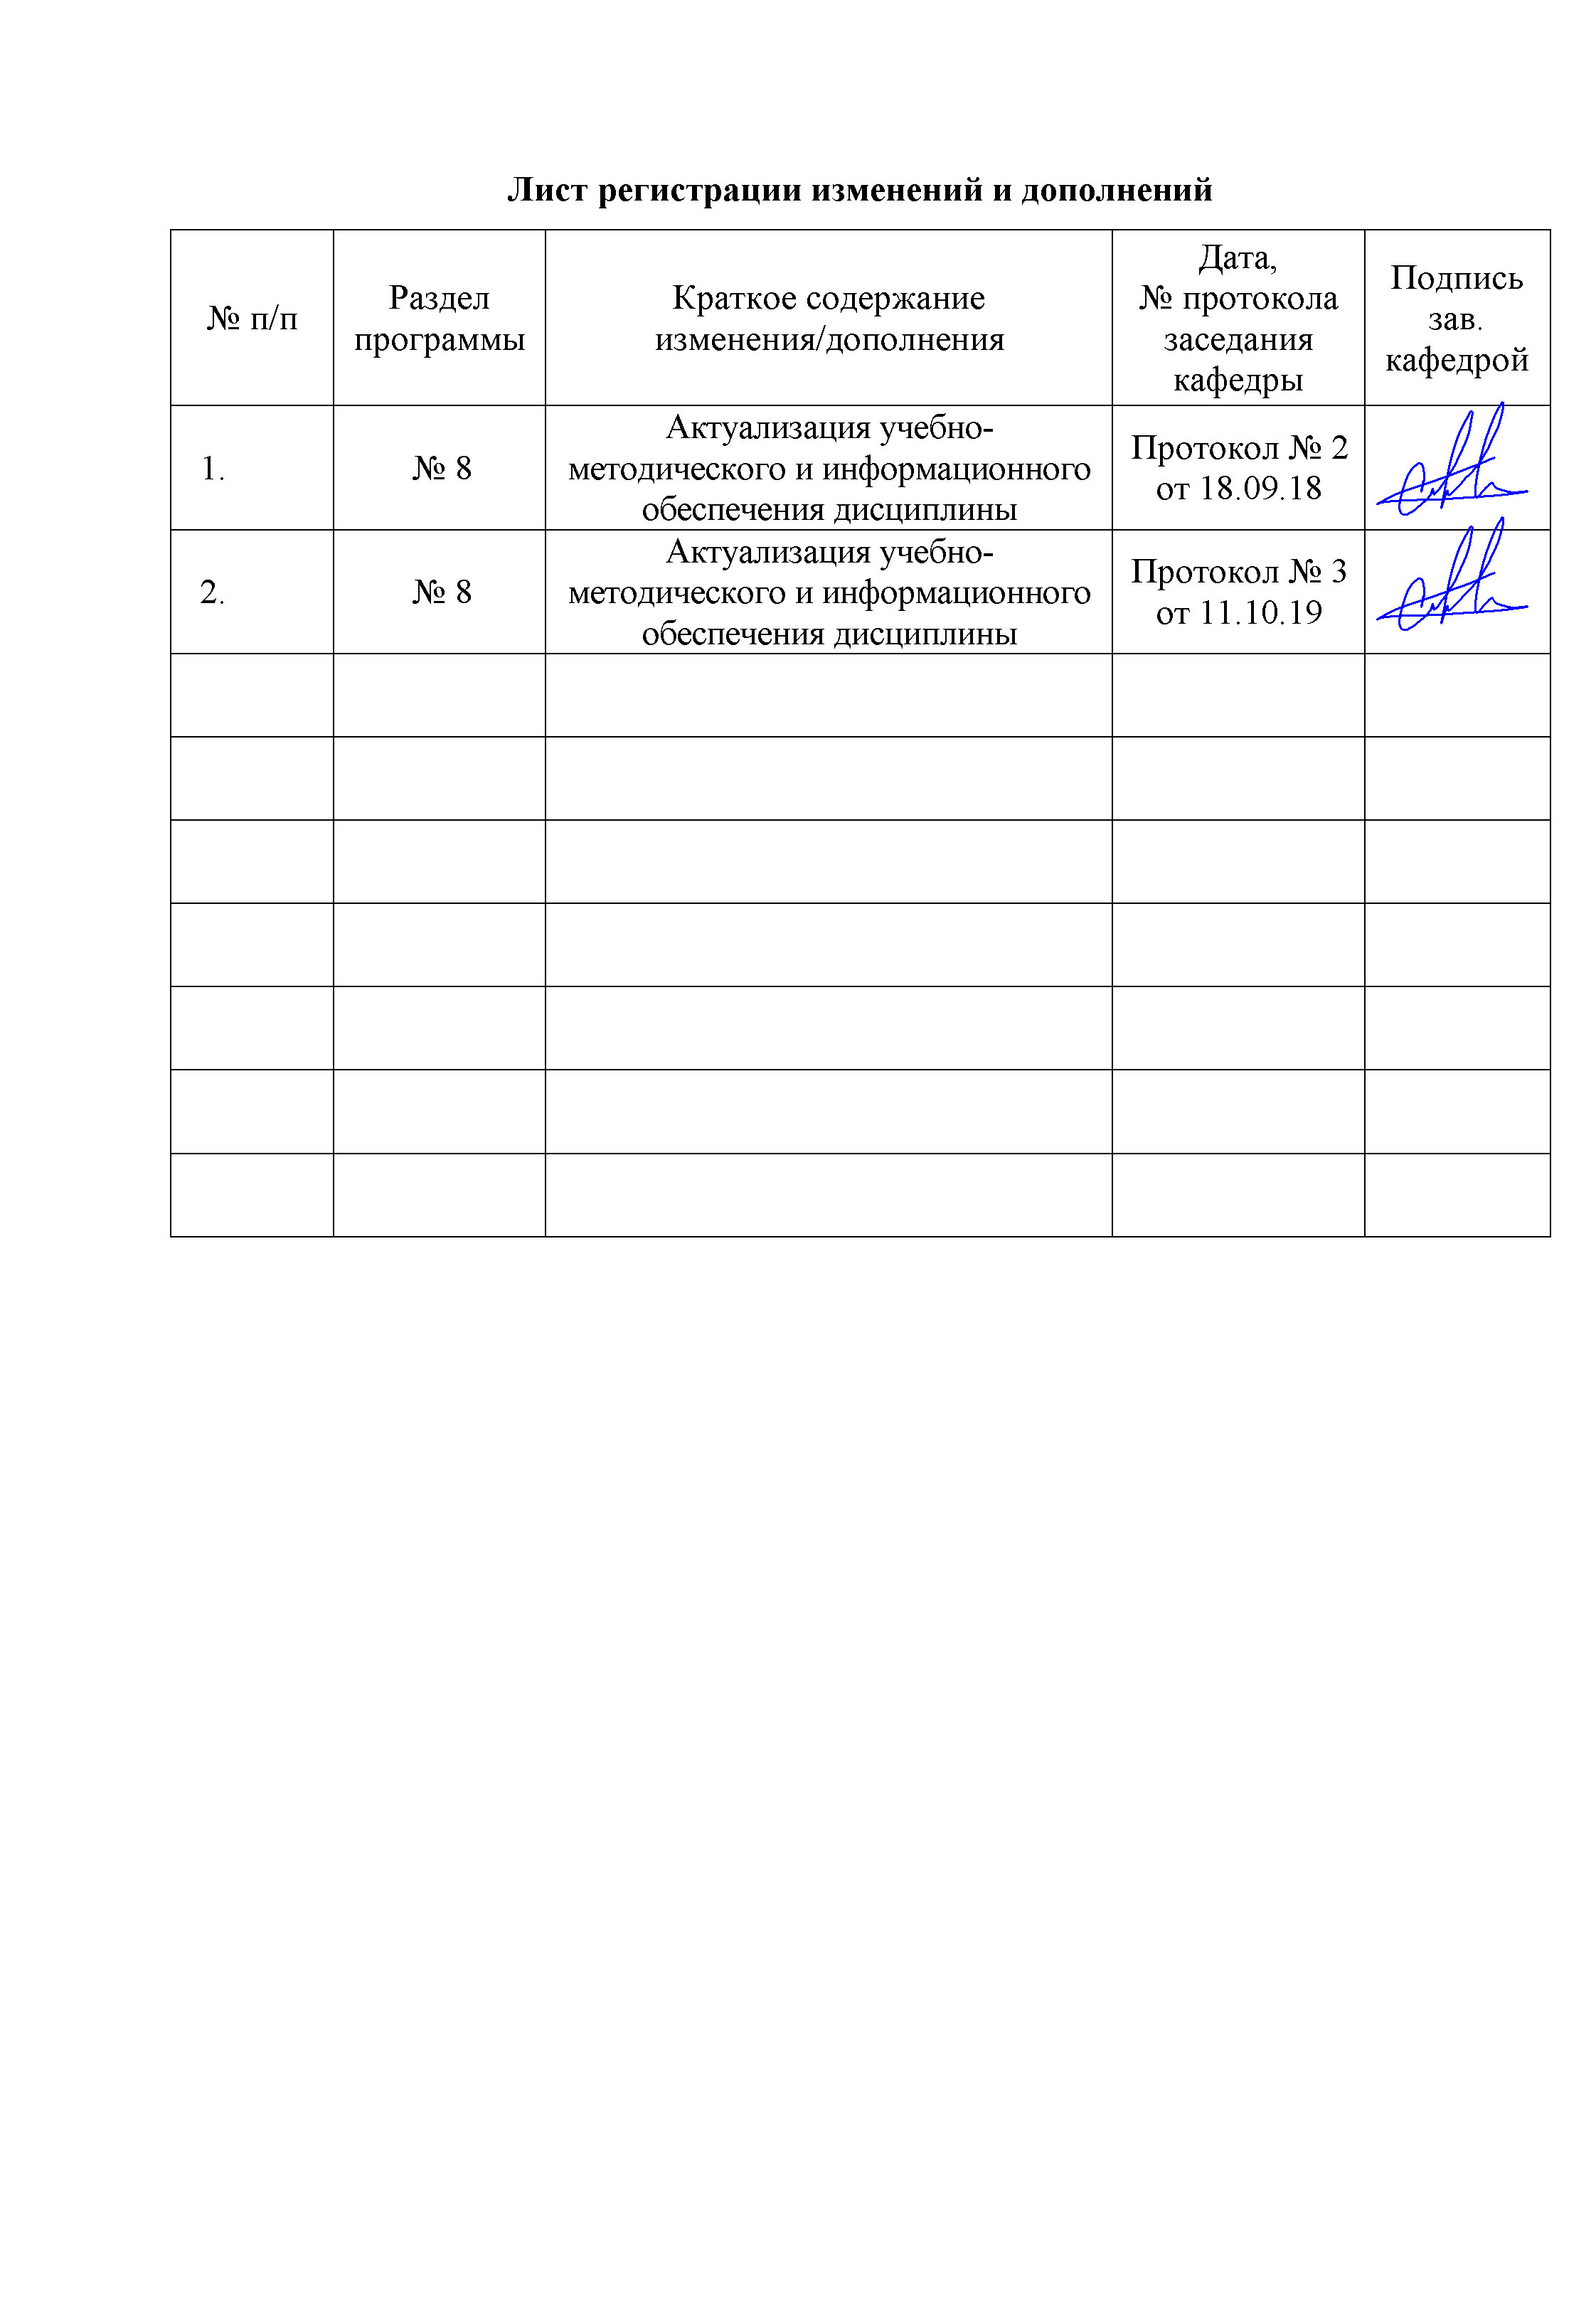 Лист регистрации изменений и дополнений
№ п/п
Раздел
программы
Краткое содержание
изменения/дополнения
Дата,
№ протокола
заседания
кафедры
Подпись
зав.
кафедрой
1.
№ 8
Актуализация учебно-
методического и информационного
обеспечения дисциплины
Протокол № 2
от 18.09.18
2.
№ 8
Актуализация учебно-
методического и информационного
обеспечения дисциплины
Протокол № 3
от 11.10.19